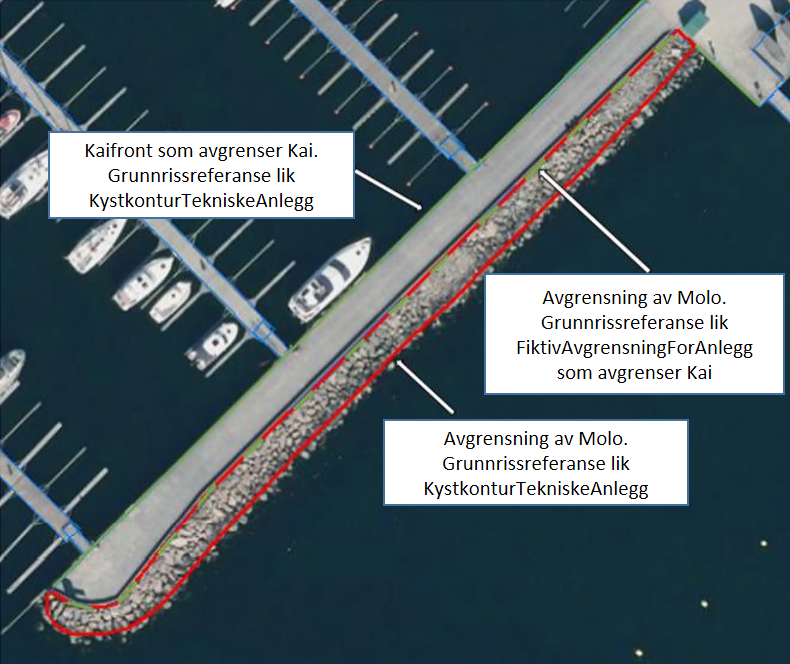 Kaifront som avgrenser Kai.
Grunnrissreferanse lik
KystkonturTekniskeAnlegg
Avgrensning av Molo.
Grunnrissreferanse lik
FiktivAvgrensningForAnlegg
som avgrenser Kai
Avgrensning av Molo.
Grunnrissreferanse lik
KystkonturTekniskeAnlegg